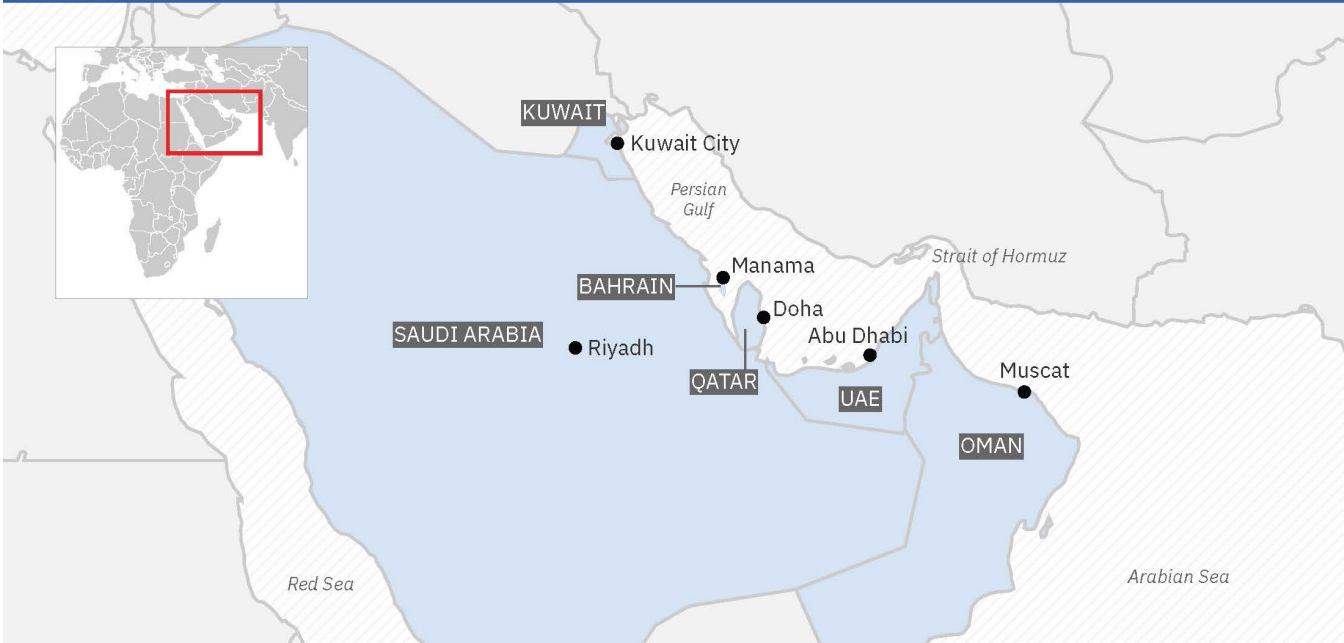 KUWAIT
Kuwait City
Persian
Gulf
Strait of Hormuz
Manama
BAHRAIN
Doha
SAUDI ARABIA
Riyadh
Abu Dhabi
QATAR
UAE
Muscat
OMAN
Red Sea
Arabian Sea